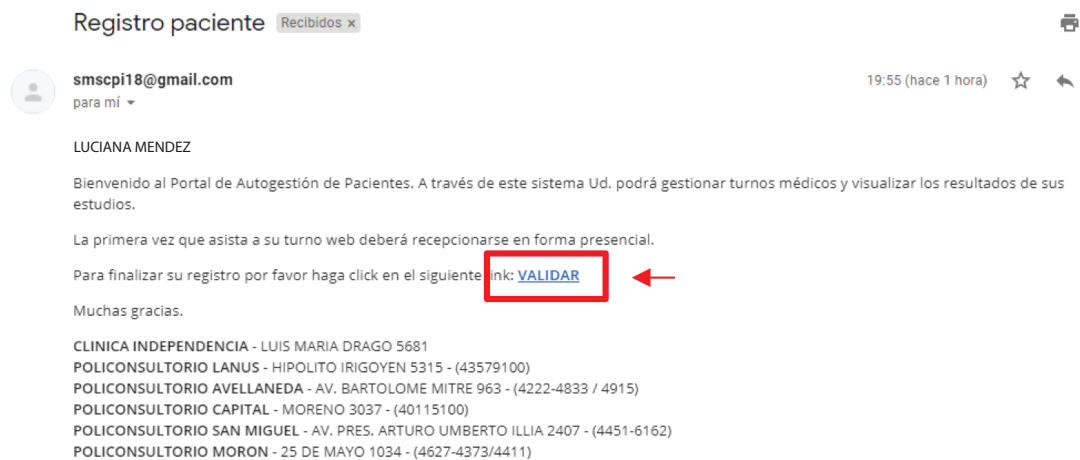 Registro paciente Recibidos x
smscpi18@gmail.com 19:55 (hace 1 hora)
para mí
LUCIANA MENDEZ
Bienvenido al Portal de Autogestión de Pacientes. A través de este sistema Ud. podrá gestionar turnos médicos y visualizar los resultados de sus
estudios.
La primera vez que asista a su turno web deberá recepcionarse en forma presencial.
Para finalizar su registro por favor haga click en el siguiente ink: VALIDAR
Muchas gracias.
CLINICA INDEPENDENCIA - LUIS MARIA DRAGO 5681
POLICONSULTORIO LANUS - HIPOLITO IRIGOYEN 5315 - (43579100)
POLICONSULTORIO AVELLANEDA - AV. BARTOLOME MITRE 963 - (4222-4833 / 4915)
POLICONSULTORIO CAPITAL - MORENO 3037 - (40115100)
POLICONSULTORIO SAN MIGUEL - AV. PRES. ARTURO UMBERTO ILLIA 2407 - (4451-6162)
POLICONSULTORIO MORON - 25 DE MAYO 1034 - (4627-4373/4411)